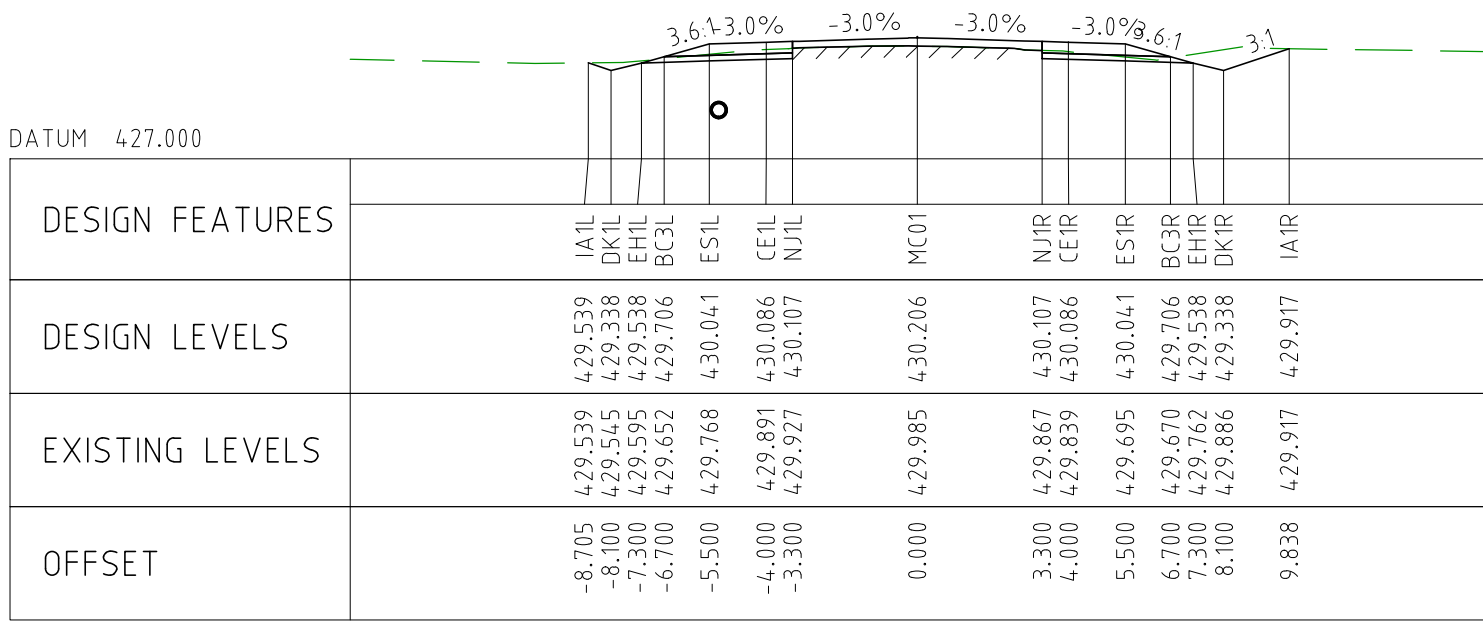 3.6:1 -3.0% -3.0% -3.0% -3.0% 3.6:1 3:1
DATUM 427.000
DESIGN FEATURES IA1L DK1L EH1L BC3L ES1L CE1L NJ1L MC01 NJ1R CE1R ES1R BC3R EH1R DK1R IA1R
DESIGN LEVELS 429.539 429.338 429.538 429.706 430.041 430.086 430.107 430.206 430.107 430.086 430.041 429.706 429.538 429.338 429.917
EXISTING LEVELS 429.539 429.545 429.595 429.652 429.768 429.891 429.927 429.985 429.867 429.839 429.695 429.670 429.762 429.886 429.917
OFFSET -8.705 -8.100 -7.300 -6.700 -5.500 -4.000 -3.300 0.000 3.300 4.000 5.500 6.700 7.300 8.100 9.838